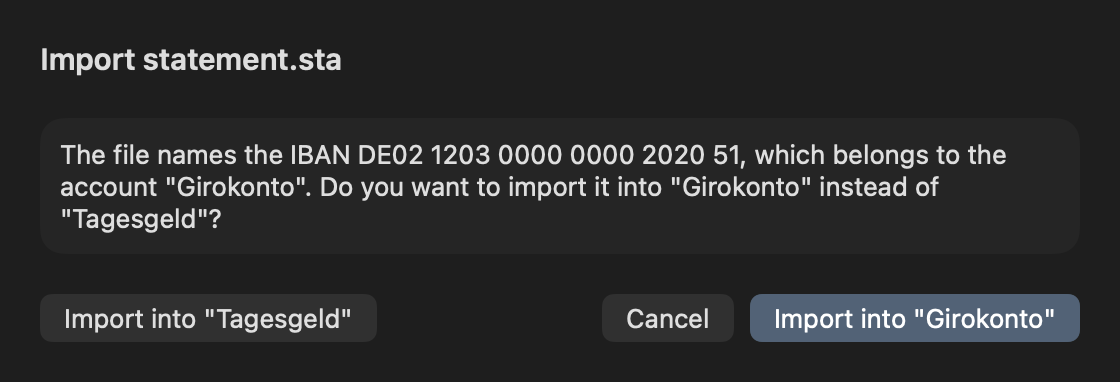 Import statement.sta
The file names the IBAN DE02 1203 0000 0000 2020 51, which belongs to the
account "Girokonto". Do you want to import it into "Girokonto" instead of
"Tagesgeld"?
Import into "Tagesgeld"
Cancel
Import into "Girokonto"